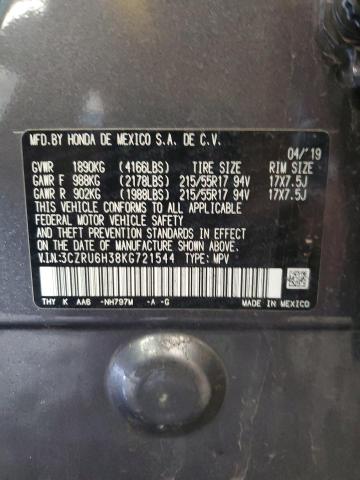 MFD.BY HONDA DE MEXICO S.A. DE C.V.
04/'19
GVWR 1890KG (4166LBS) TIRE SIZE RIM SIZE
GAWR F 988KG (2178LBS) 215/55R17 94V 17X7.5J
GAWR R 902KG (1988LBS) 215/55R17 94V 17X7.5J
THIS VEHICLE CONFORMS TO ALL APPLICABLE
FEDERAL MOTOR VEHICLE SAFETY, BUMPER, AND
THEFT PREVENTION STANDARDS IN EFFECT ON
THE DATE OF MANUFACTURE SHOWN ABOVE.
V.I.N:3CZRU6H38KG721544 TYPE: MPV
THY K AA6 -NH797M -A -G MADE IN MEXICO